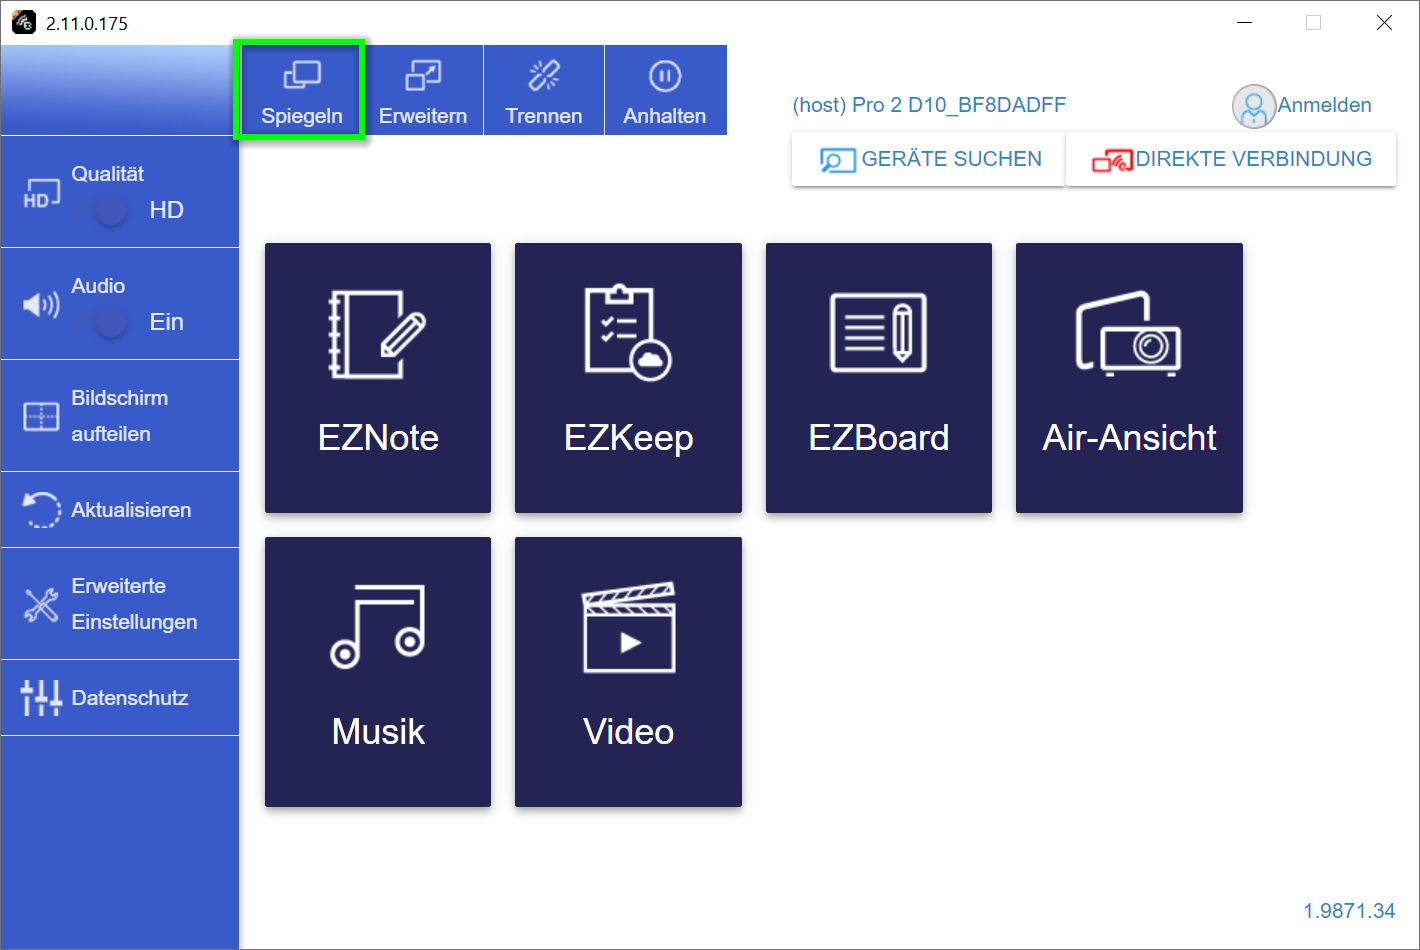 2.11.0.175
Spiegeln
Erweitern
Trennen
Anhalten
(host) Pro 2 D10_BF8DADFF
Anmelden
GERÄTE SUCHEN
DIREKTE VERBINDUNG
Qualität
HD
HD
Audio
Ein
Bildschirm
aufteilen
Aktualisieren
Erweiterte
Einstellungen
Datenschutz
EZNote
EZKeep
EZBoard
Air-Ansicht
Musik
Video
1.9871.34